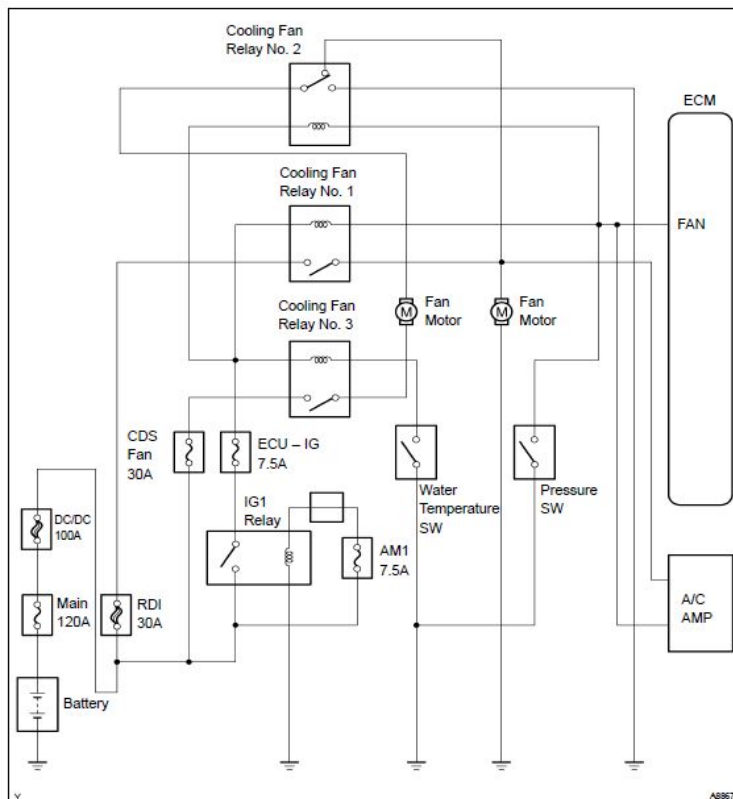 Cooling Fan
Relay No. 2
ECM
Cooling Fan
Relay No. 1
FAN
Cooling Fan
Relay No. 3
M
Fan
Motor
M
Fan
Motor
CDS
Fan
30A
ECU – IG
7.5A
Water
Temperature
SW
Pressure
SW
IG1
Relay
DC/DC
100A
AM1
7.5A
Main
120A
RDI
30A
A/C
AMP
Battery
Y